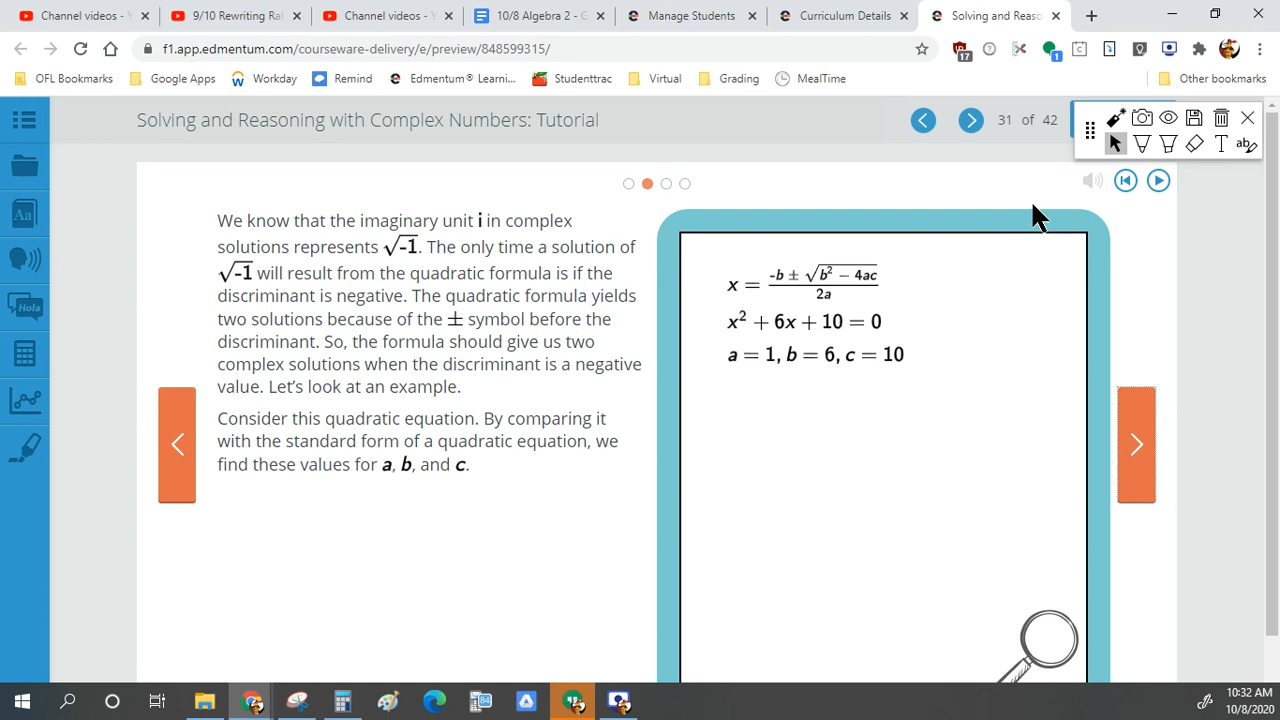 Channel videos - Y
9/10 Rewriting Rat
Channel videos - Y
10/8 Algebra 2 - G
Manage Students
Curriculum Details
Solving and Reaso
f1.app.edmentum.com/courseware-delivery/e/preview/848599315/
17
1
OFL Bookmarks
Google Apps
Workday
Remind
Edmentum® Learni...
Studenttrac
Virtual
Grading
MealTime
Other bookmarks
Solving and Reasoning with Complex Numbers: Tutorial
31 of 42
T
ab
Aa
Hola
We know that the imaginary unit i in complex
solutions represents √-1. The only time a solution of
√-1 will result from the quadratic formula is if the
discriminant is negative. The quadratic formula yields
two solutions because of the ± symbol before the
discriminant. So, the formula should give us two
complex solutions when the discriminant is a negative
value. Let's look at an example.
Consider this quadratic equation. By comparing it
with the standard form of a quadratic equation, we
find these values for a, b, and c.
x = (-b ± √(b² − 4ac)) / 2a
x² + 6x + 10 = 0
a = 1, b = 6, c = 10
84
10:32 AM
10/8/2020